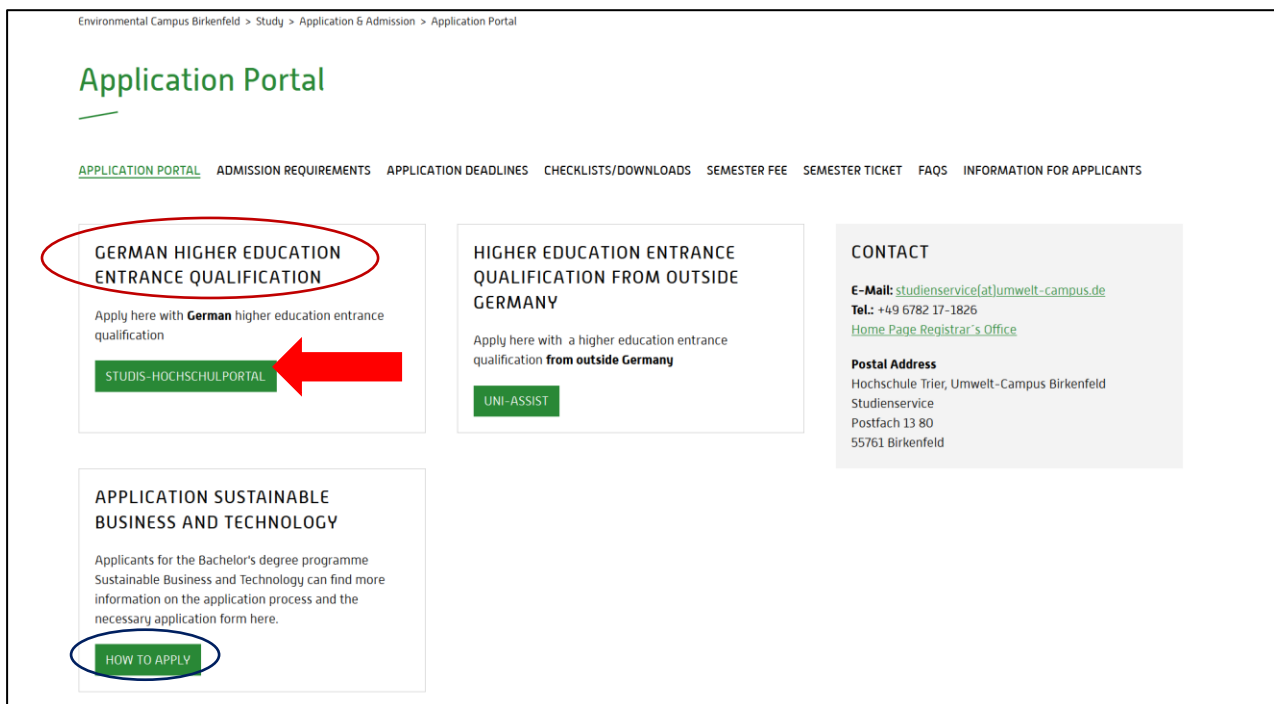 Environmental Campus Birkenfeld > Study > Application & Admission > Application Portal
Application Portal
APPLICATION PORTAL ADMISSION REQUIREMENTS APPLICATION DEADLINES CHECKLISTS/DOWNLOADS SEMESTER FEE SEMESTER TICKET FAQS INFORMATION FOR APPLICANTS
GERMAN HIGHER EDUCATION
ENTRANCE QUALIFICATION
Apply here with German higher education entrance
qualification
STUDIS-HOCHSCHULPORTAL
HIGHER EDUCATION ENTRANCE
QUALIFICATION FROM OUTSIDE
GERMANY
Apply here with a higher education entrance
qualification from outside Germany
UNI-ASSIST
CONTACT
E-Mail: studienservice[at]umwelt-campus.de
Tel.: +49 6782 17-1826
Home Page Registrar´s Office
Postal Address
Hochschule Trier, Umwelt-Campus Birkenfeld
Studienservice
Postfach 13 80
55761 Birkenfeld
APPLICATION SUSTAINABLE
BUSINESS AND TECHNOLOGY
Applicants for the Bachelor's degree programme
Sustainable Business and Technology can find more
information on the application process and the
necessary application form here.
HOW TO APPLY